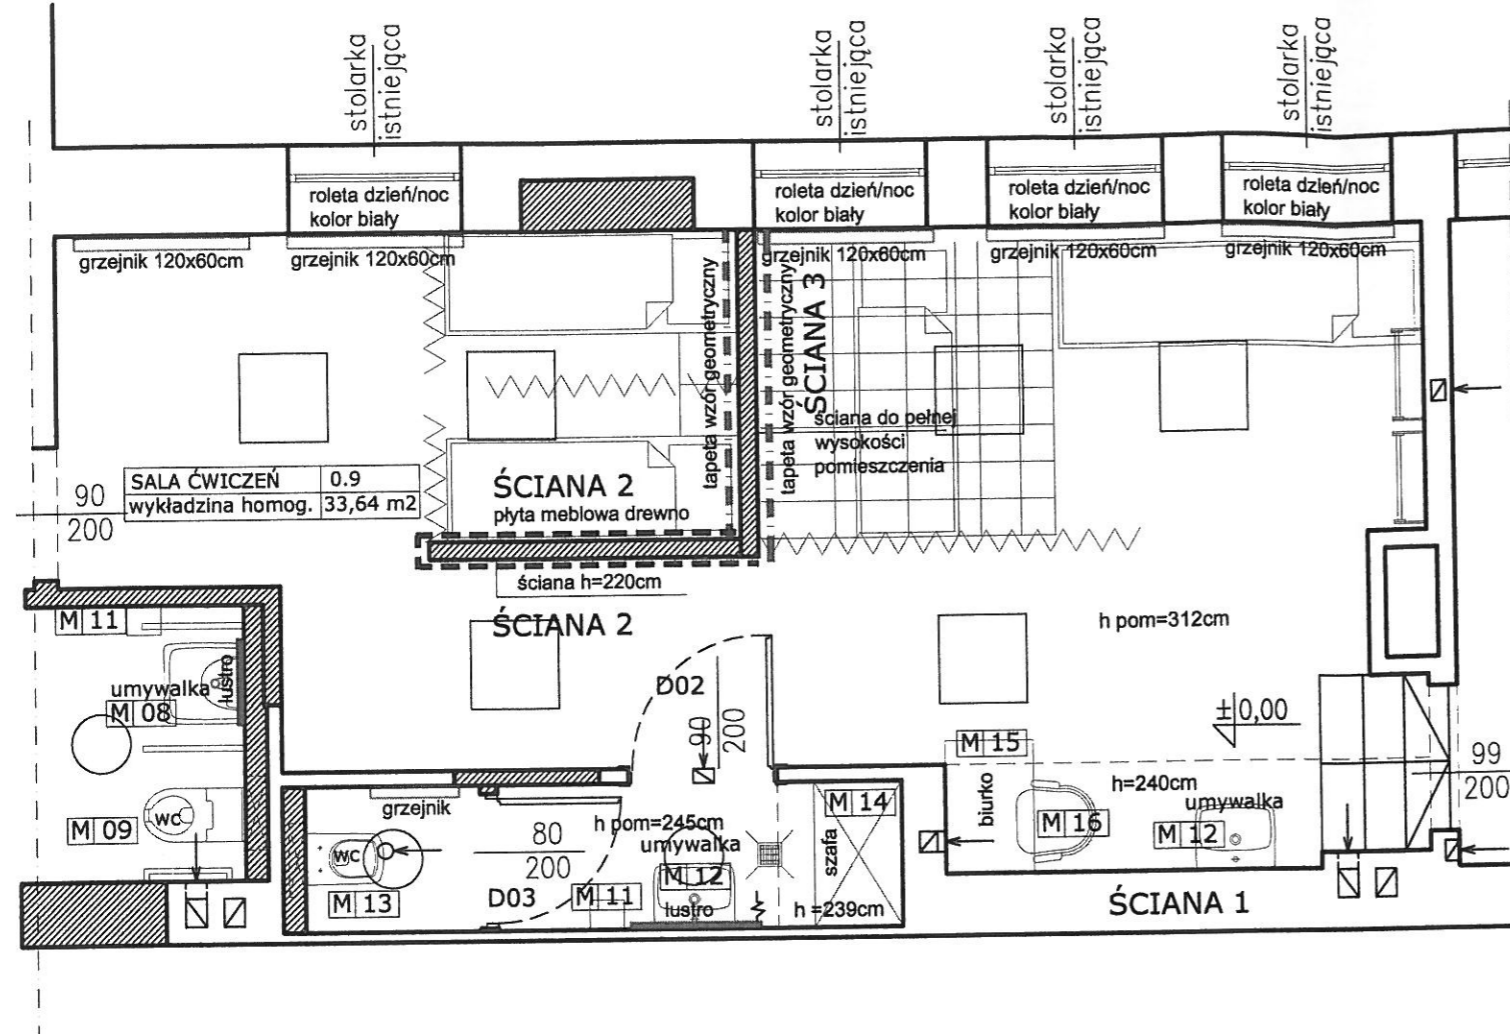 stolarka
istniejąca
stolarka
istniejąca
stolarka
istniejąca
stolarka
istniejąca
roleta dzień/noc
kolor biały
roleta dzień/noc
kolor biały
roleta dzień/noc
kolor biały
roleta dzień/noc
kolor biały
grzejnik 120x60cm
grzejnik 120x60cm
grzejnik 120x60cm
grzejnik 120x60cm
grzejnik 120x60cm
tapeta wzór geometryczny
tapeta wzór geometryczny
ŚCIANA 3
ściana do pełnej
wysokości
pomieszczenia
SALA ĆWICZEŃ 0.9
wykładzina homog. 33,64 m2
90
200
ŚCIANA 2
płyta meblowa drewno
ściana h=220cm
ŚCIANA 2
h pom=312cm
M 11
umywalka
lustro
M 08
D02
90
200
±0,00
M 15
99
200
h=240cm
biurko
umywalka
M 16
M 12
M 09
WC
grzejnik
80
200
h pom=245cm
umywalka
M 14
szafa
WC
M 13
D03
M 11
M 12
lustro
h =239cm
ŚCIANA 1